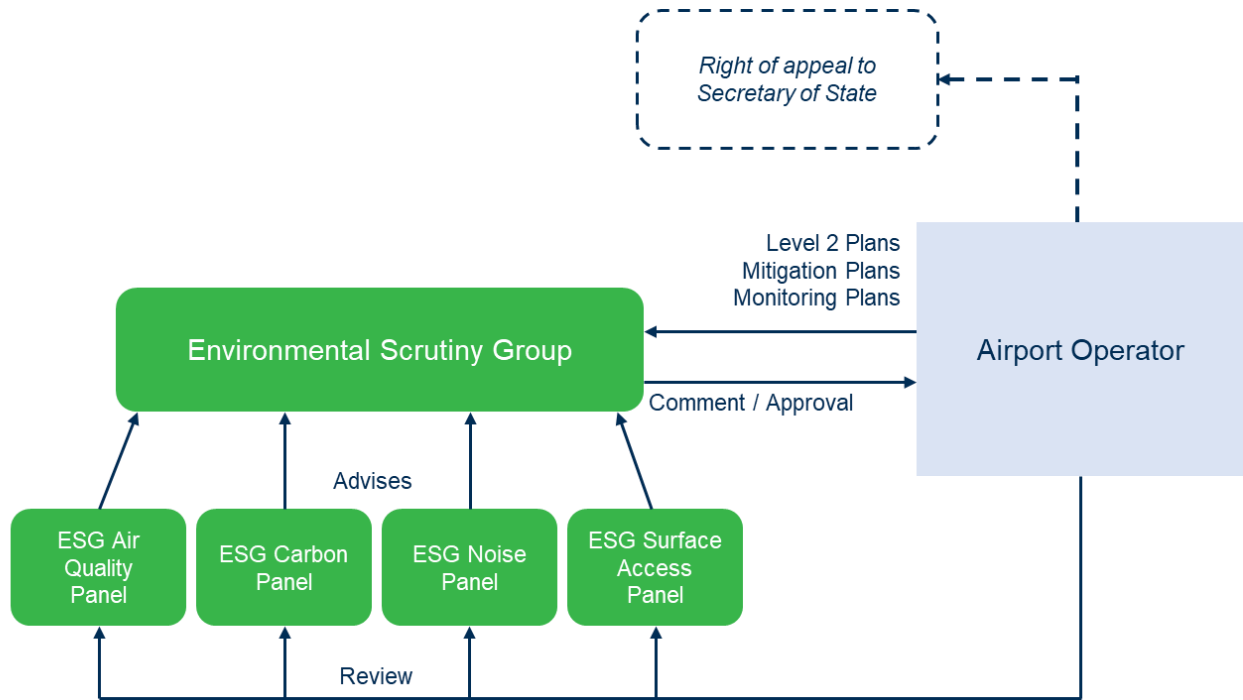 Right of appeal to
Secretary of State
Level 2 Plans
Mitigation Plans
Monitoring Plans
Environmental Scrutiny Group
Airport Operator
Comment / Approval
Advises
ESG Air
Quality
Panel
ESG Carbon
Panel
ESG Noise
Panel
ESG Surface
Access
Panel
Review